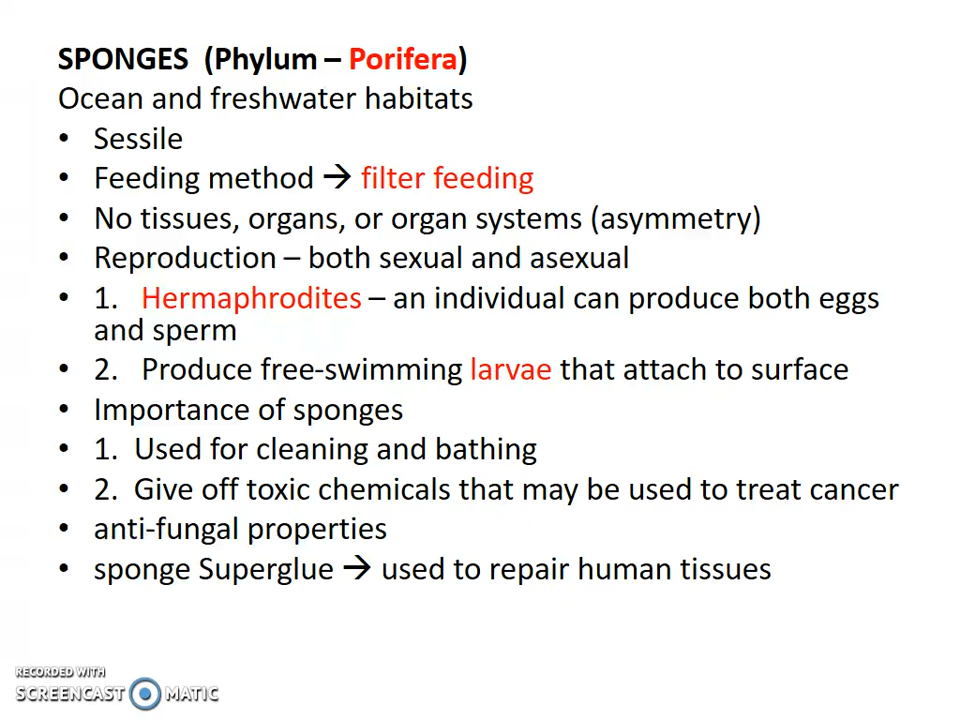 SPONGES (Phylum – Porifera)
Ocean and freshwater habitats
• Sessile
• Feeding method → filter feeding
• No tissues, organs, or organ systems (asymmetry)
• Reproduction – both sexual and asexual
• 1. Hermaphrodites – an individual can produce both eggs
and sperm
• 2. Produce free-swimming larvae that attach to surface
• Importance of sponges
• 1. Used for cleaning and bathing
• 2. Give off toxic chemicals that may be used to treat cancer
• anti-fungal properties
• sponge Superglue → used to repair human tissues
RECORDED WITH
SCREENCAST MATIC